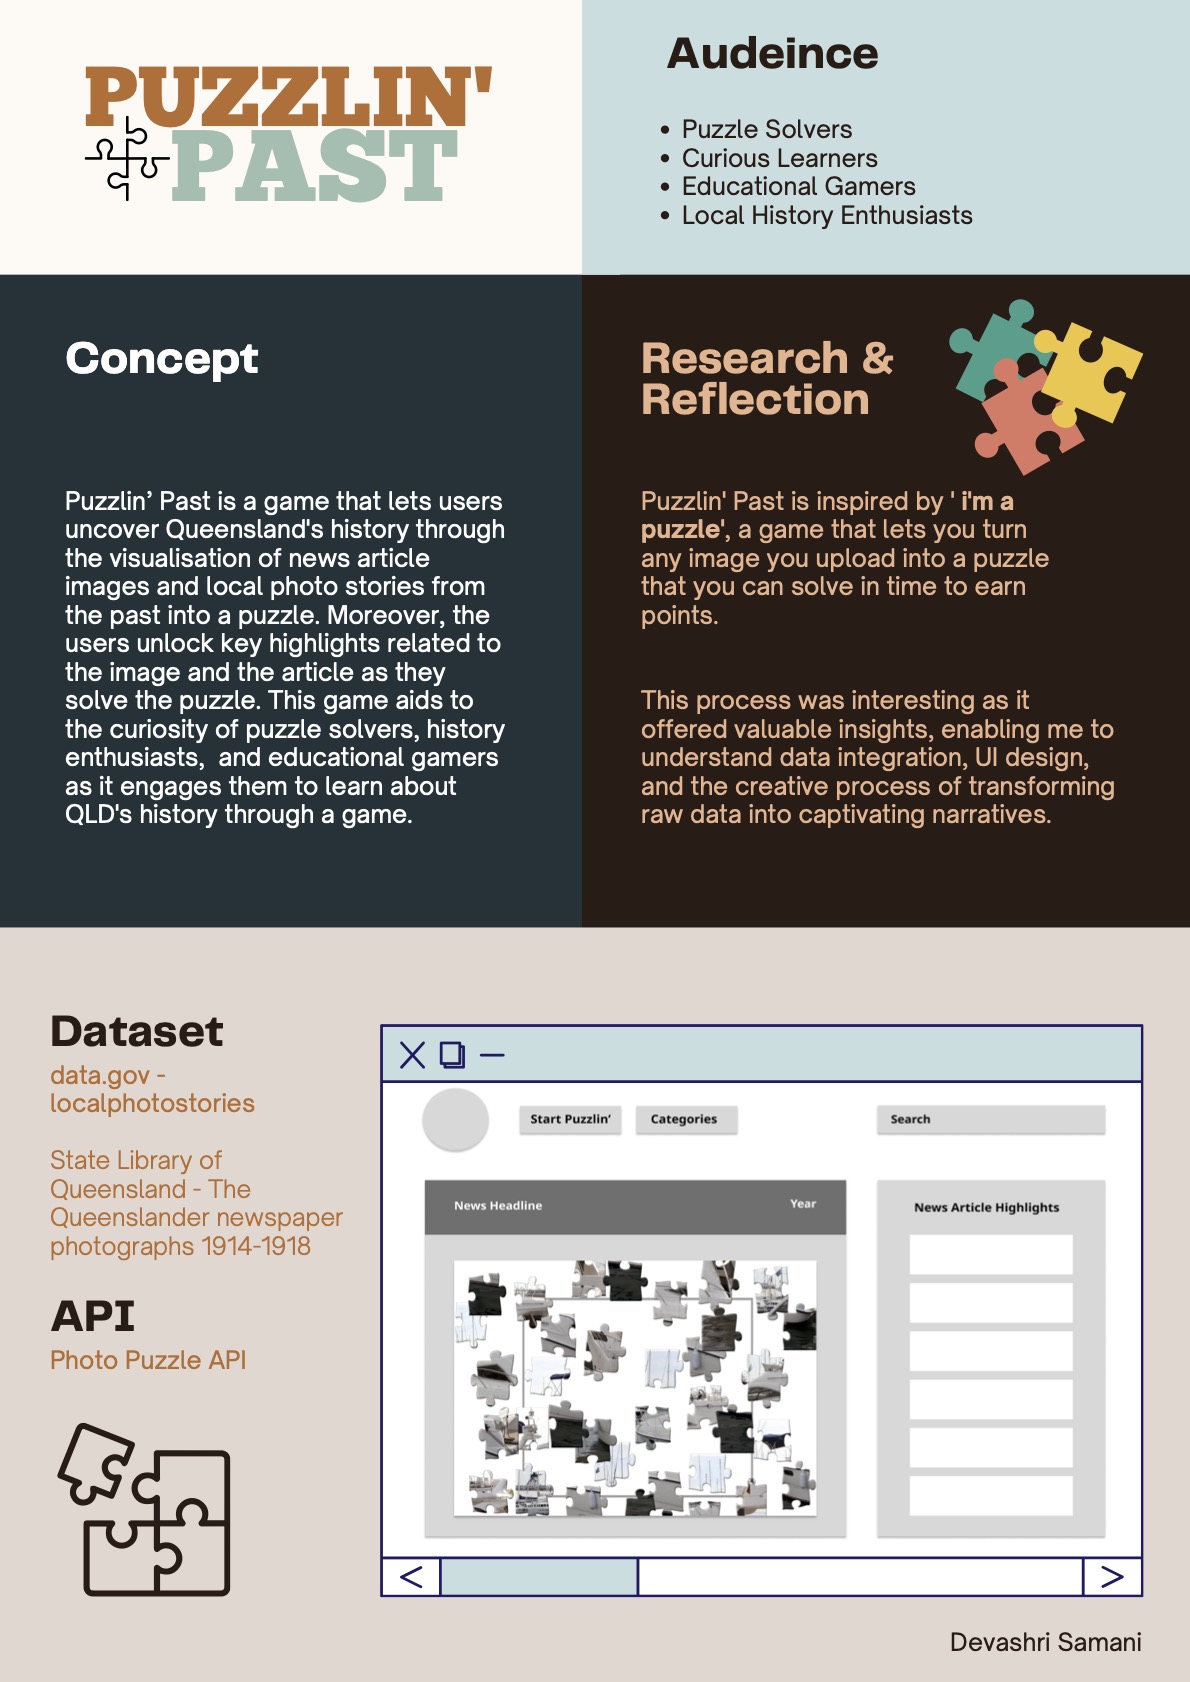 PUZZLIN'
PAST
Audeince
• Puzzle Solvers
• Curious Learners
• Educational Gamers
• Local History Enthusiasts
Concept
Puzzlin’ Past is a game that lets users
uncover Queensland's history through
the visualisation of news article
images and local photo stories from
the past into a puzzle. Moreover, the
users unlock key highlights related to
the image and the article as they
solve the puzzle. This game aids to
the curiosity of puzzle solvers, history
enthusiasts,  and educational gamers
as it engages them to learn about
QLD's history through a game.
Research &
Reflection
Puzzlin' Past is inspired by ' i'm a
puzzle', a game that lets you turn
any image you upload into a puzzle
that you can solve in time to earn
points.
This process was interesting as it
offered valuable insights, enabling me to
understand data integration, UI design,
and the creative process of transforming
raw data into captivating narratives.
Dataset
data.gov -
localphotostories
State Library of
Queensland - The
Queenslander newspaper
photographs 1914-1918
API
Photo Puzzle API
Start Puzzlin’
Categories
Search
News Headline
Year
News Article Highlights
Devashri Samani